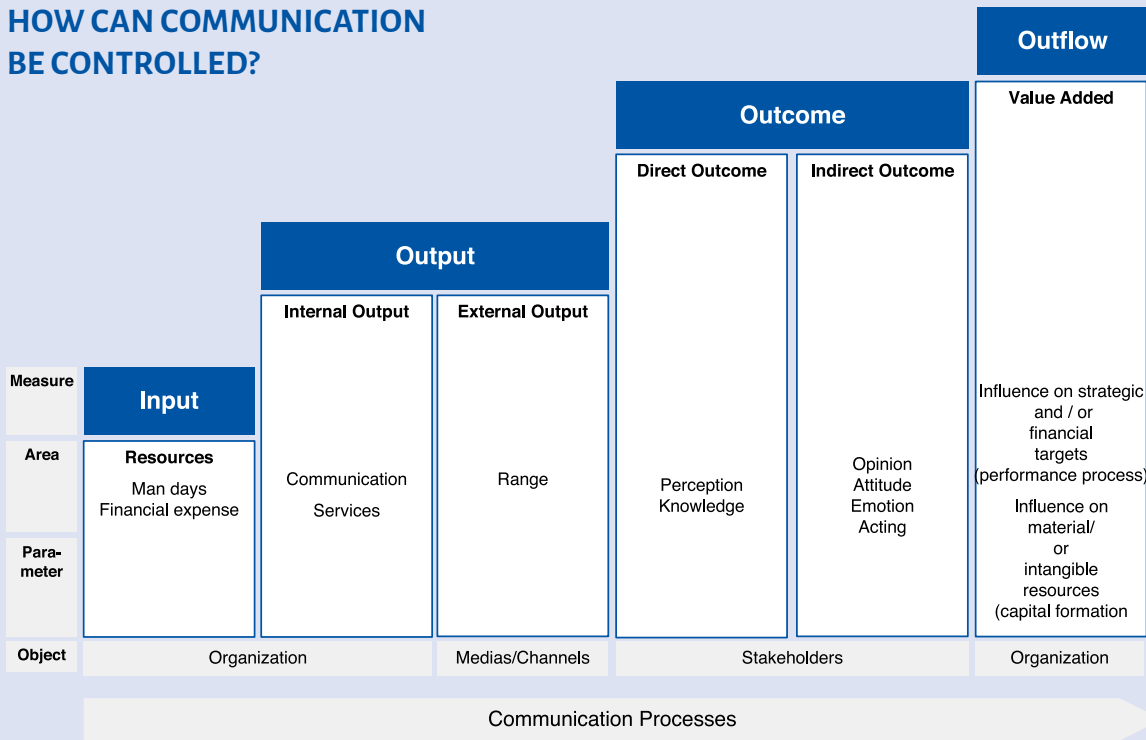 HOW CAN COMMUNICATION
BE CONTROLLED?
Outflow
Value Added
Outcome
Direct Outcome
Indirect Outcome
Output
Internal Output
External Output
Measure
Input
Influence on strategic
and / or
financial
targets
(performance process)
Area
Resources
Man days
Financial expense
Communication
Services
Range
Perception
Knowledge
Opinion
Attitude
Emotion
Acting
Influence on
material/
or
intangible
resources
(capital formation
Para-
meter
Object
Organization
Medias/Channels
Stakeholders
Organization
Communication Processes